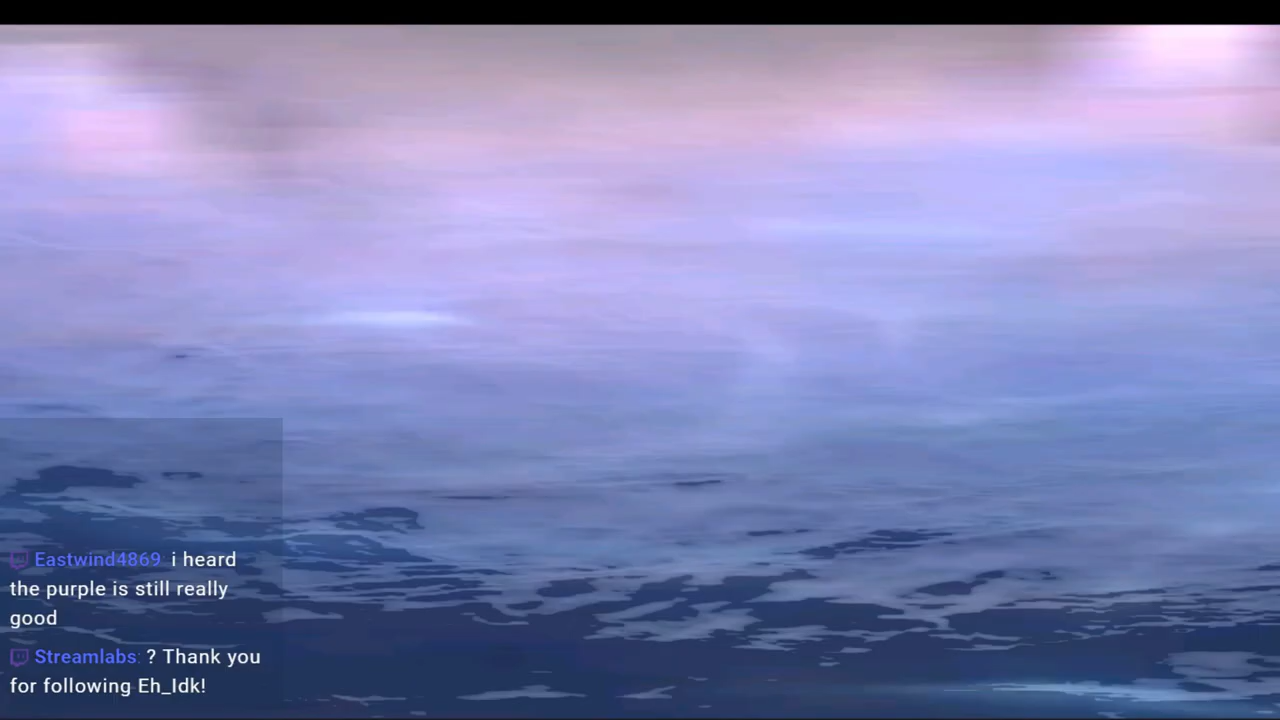 Eastwind4869 i heard
the purple is still really
good
Streamlabs: ? Thank you
for following Eh_Idk!